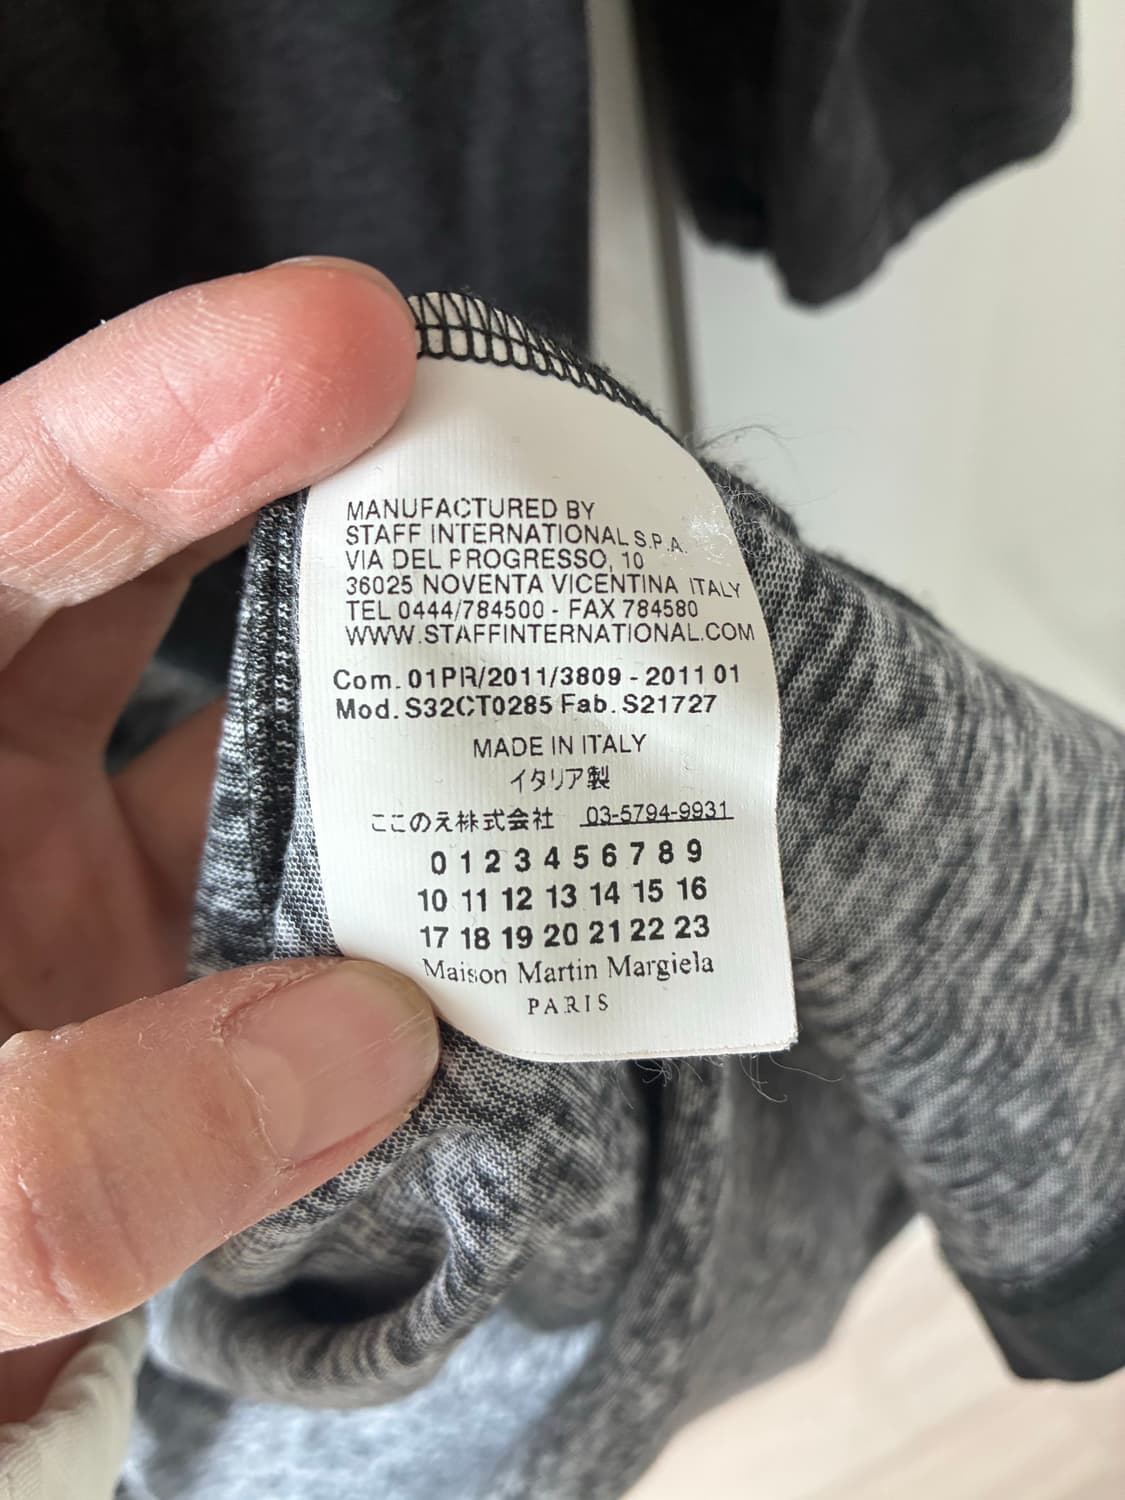 MANUFACTURED BY
STAFF INTERNATIONAL S.P.A.
VIA DEL PROGRESSO, 10
36025 NOVENTA VICENTINA ITALY
TEL 0444/784500 - FAX 784580
WWW.STAFFINTERNATIONAL.COM
Com. 01PR/2011/3809 - 2011 01
Mod. S32CT0285 Fab. S21727
MADE IN ITALY
イタリア製
ここのえ株式会社 03-5794-9931
0 1 2 3 4 5 6 7 8 9
10 11 12 13 14 15 16
17 18 19 20 21 22 23
Maison Martin Margiela
PARIS